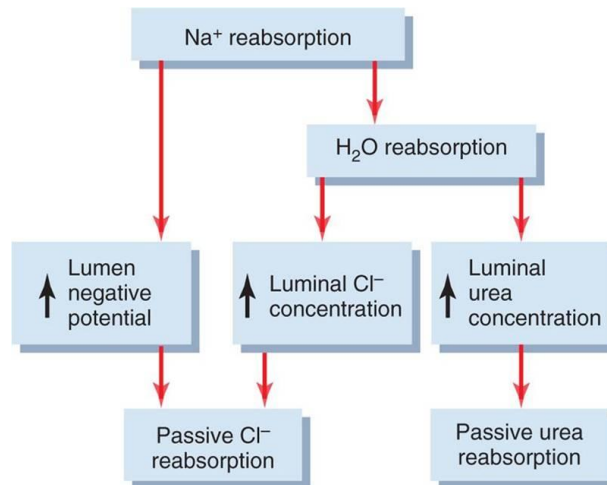 Na⁺ reabsorption
H₂O reabsorption
Lumen
negative
potential
Luminal Cl⁻
concentration
Luminal
urea
concentration
Passive Cl⁻
reabsorption
Passive urea
reabsorption